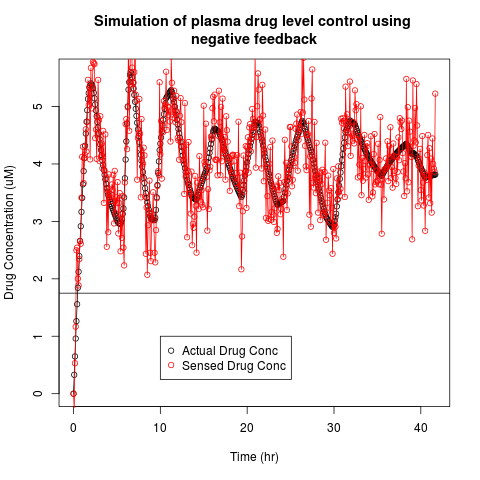 Simulation of plasma drug level control using
negative feedback
Drug Concentration (uM)
5
4
3
2
1
0
Actual Drug Conc
Sensed Drug Conc
0 10 20 30 40
Time (hr)